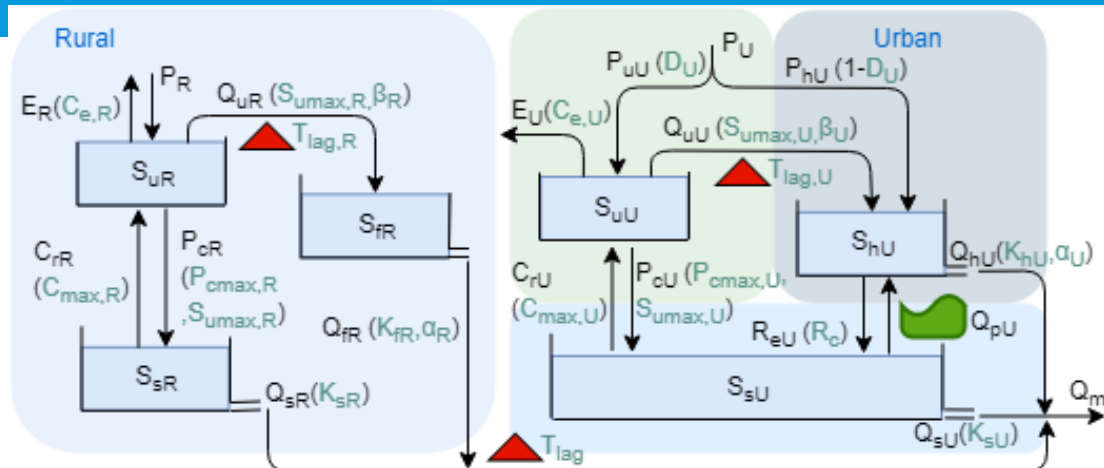 Rural
P_R
E_R(C_e,R)
Q_uR (S_umax,R,β_R)
T_lag,R
S_uR
S_fR
C_rR
(C_max,R)
P_cR
(P_cmax,R
,S_umax,R)
Q_fR (K_fR,α_R)
S_sR
Q_sR(K_sR)
T_lag
Urban
P_U
P_uU (D_U)
P_hU (1-D_U)
E_U(C_e,U)
Q_uU (S_umax,U,β_U)
T_lag,U
S_uU
S_hU
Q_hU(K_hU,α_U)
C_rU
(C_max,U)
P_cU (P_cmax,U,
S_umax,U)
R_eU (R_c)
Q_pU
S_sU
Q_m
Q_sU(K_sU)